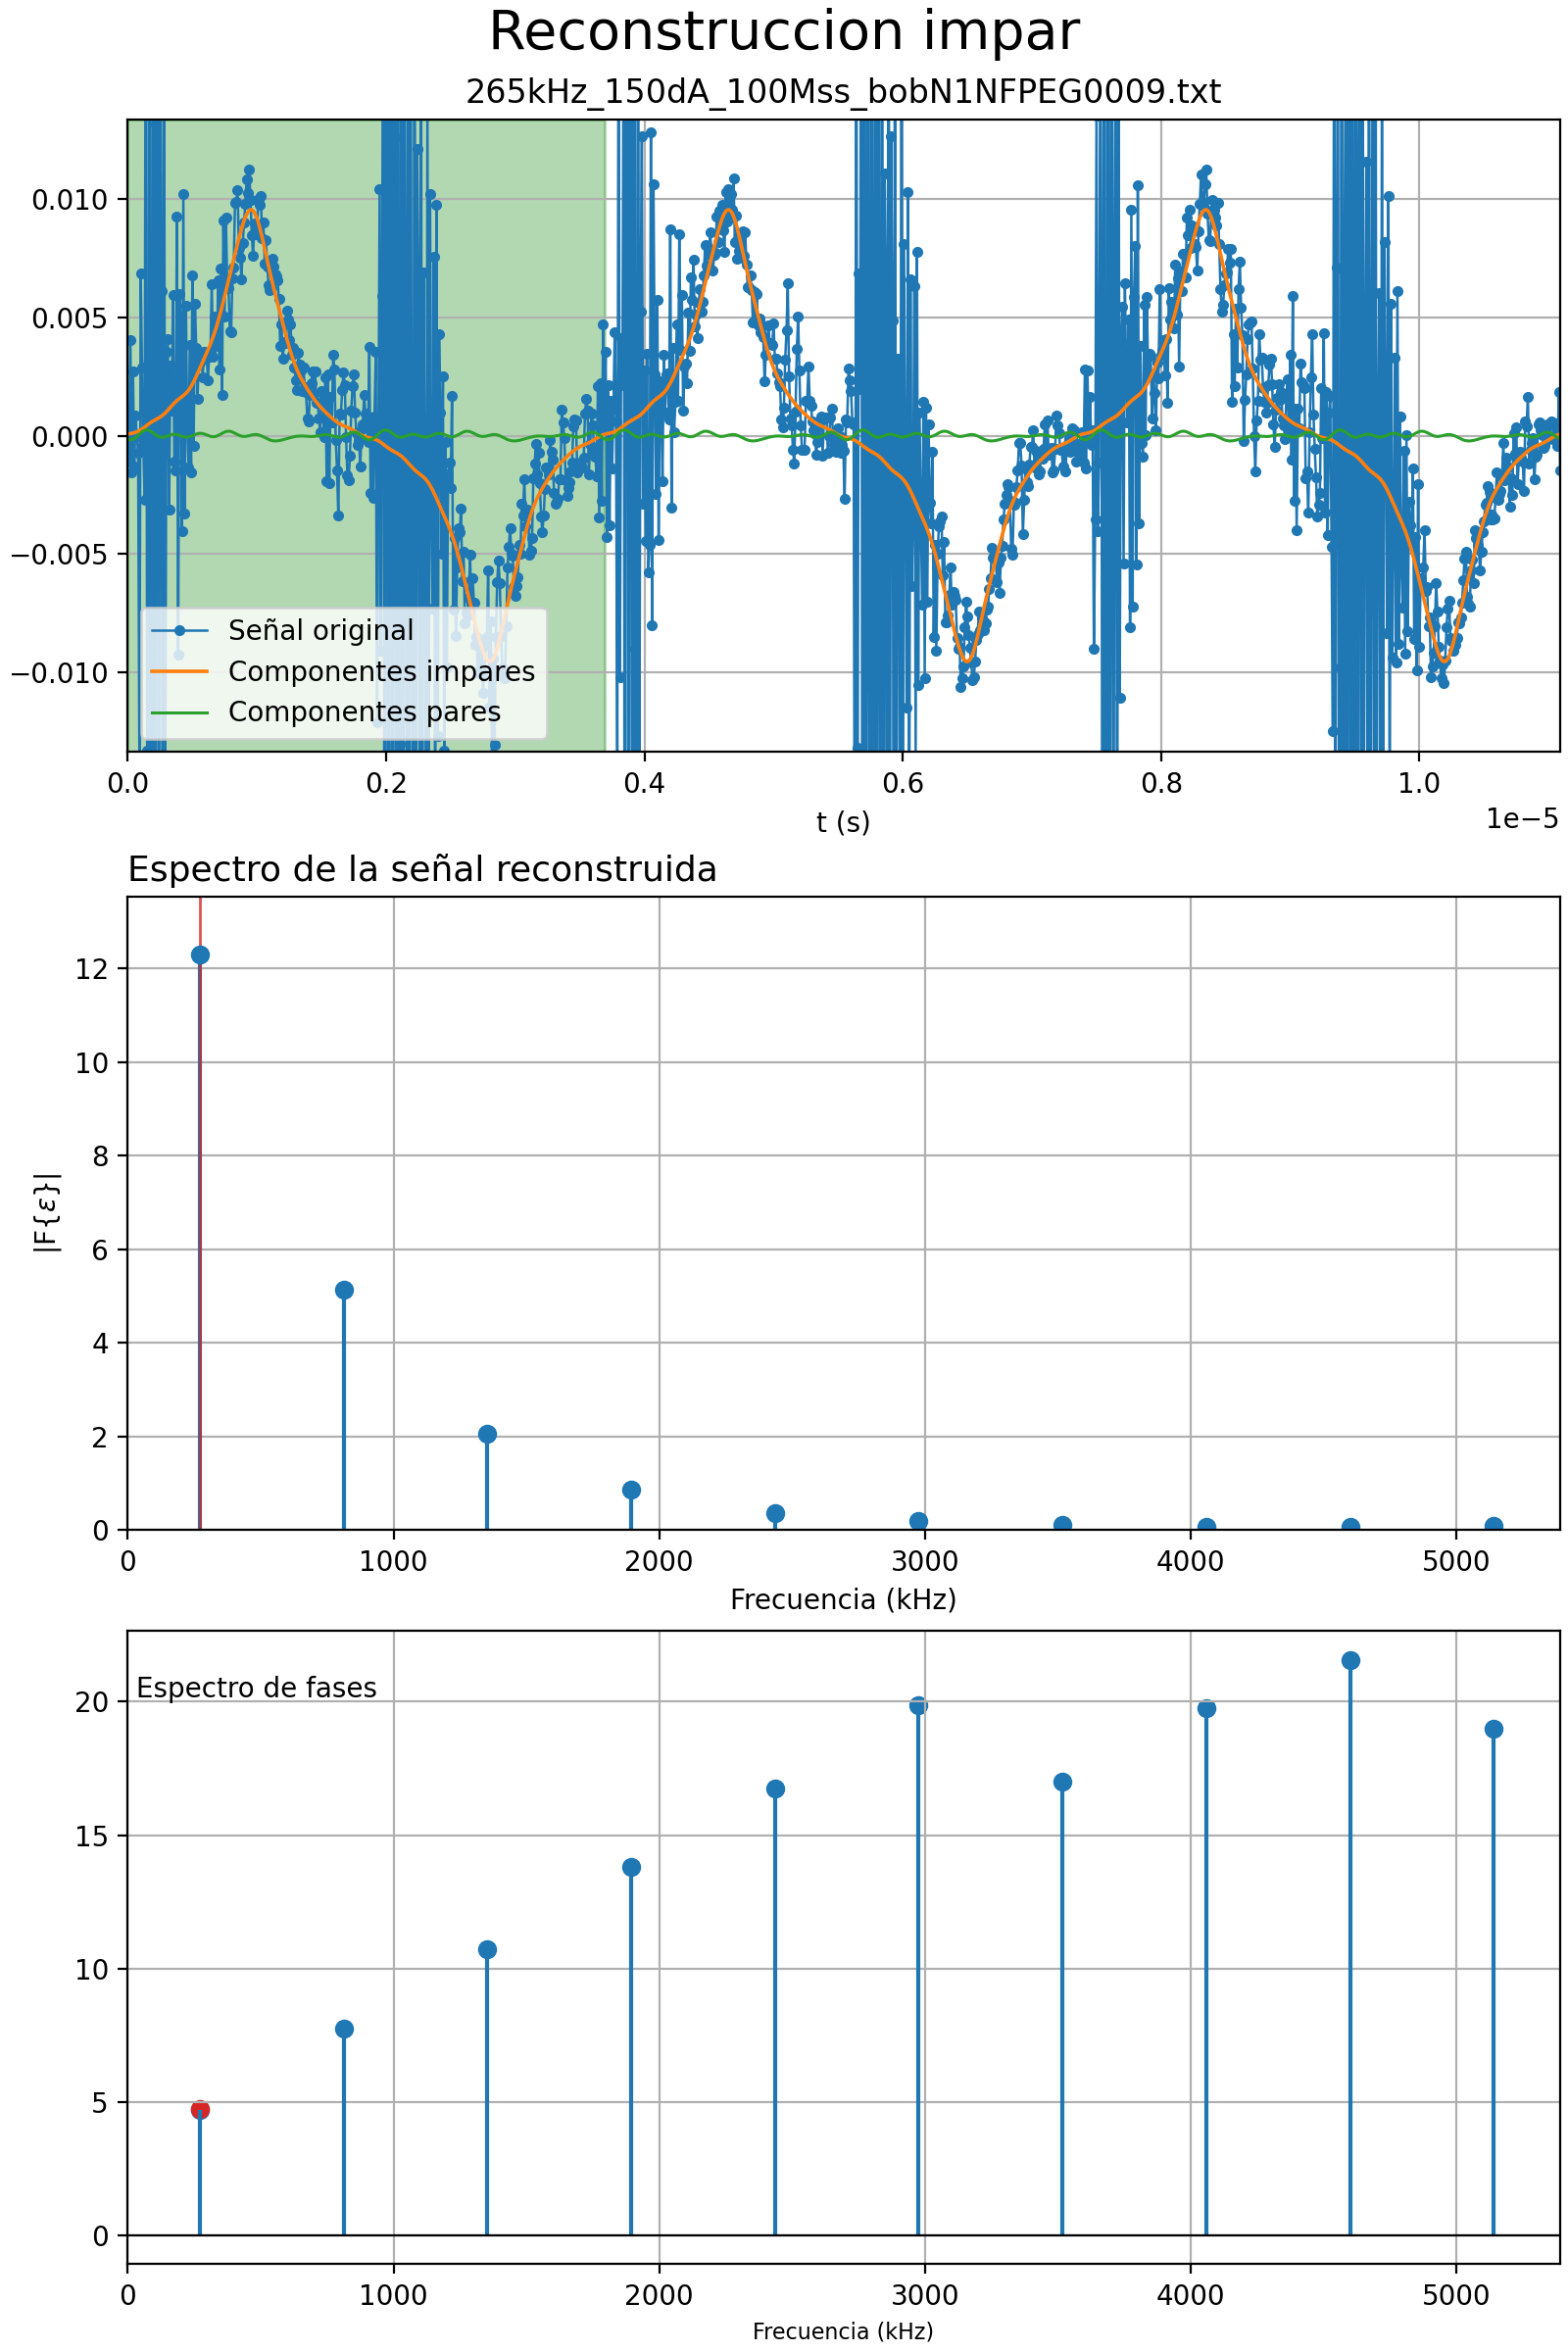 Reconstruccion impar
265kHz_150dA_100Mss_bobN1NFPEG0009.txt
0.010
0.005
0.000
−0.005
−0.010
Señal original
Componentes impares
Componentes pares
0.0 0.2 0.4 0.6 0.8 1.0
1e−5
t (s)
Espectro de la señal reconstruida
12
10
8
6
4
2
0
|F{ε}|
0 1000 2000 3000 4000 5000
Frecuencia (kHz)
Espectro de fases
20
15
10
5
0
0 1000 2000 3000 4000 5000
Frecuencia (kHz)